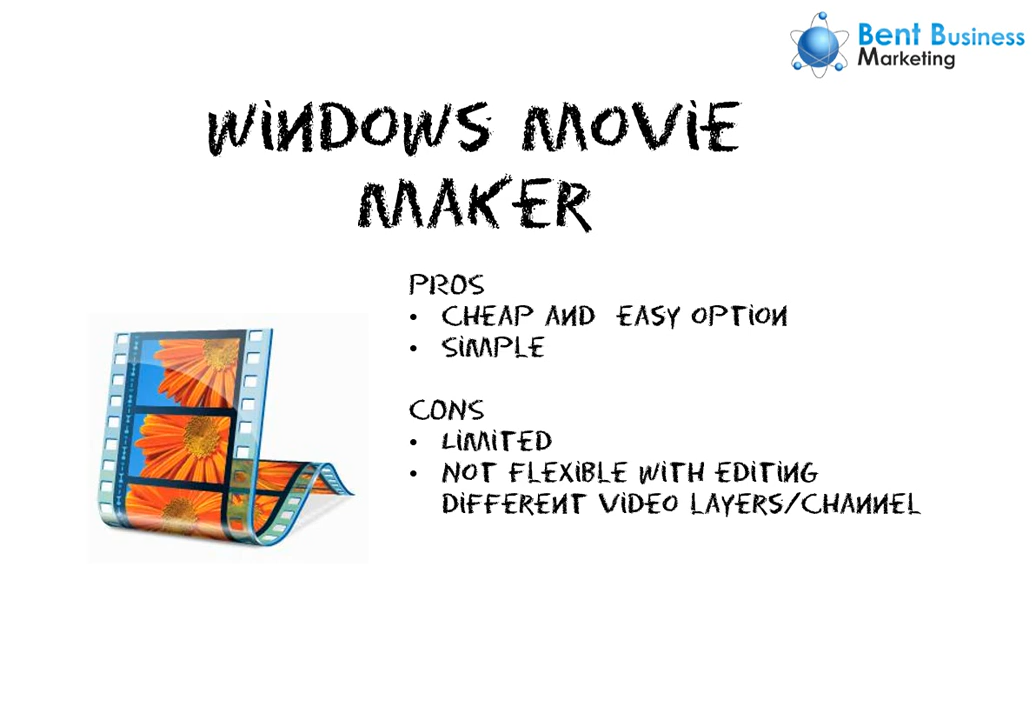 Bent Business
Marketing
WINDOWS MOVIE
MAKER
PROS
• CHEAP AND EASY OPTION
• SIMPLE
CONS
• LIMITED
• NOT FLEXIBLE WITH EDITING
DIFFERENT VIDEO LAYERS/CHANNEL